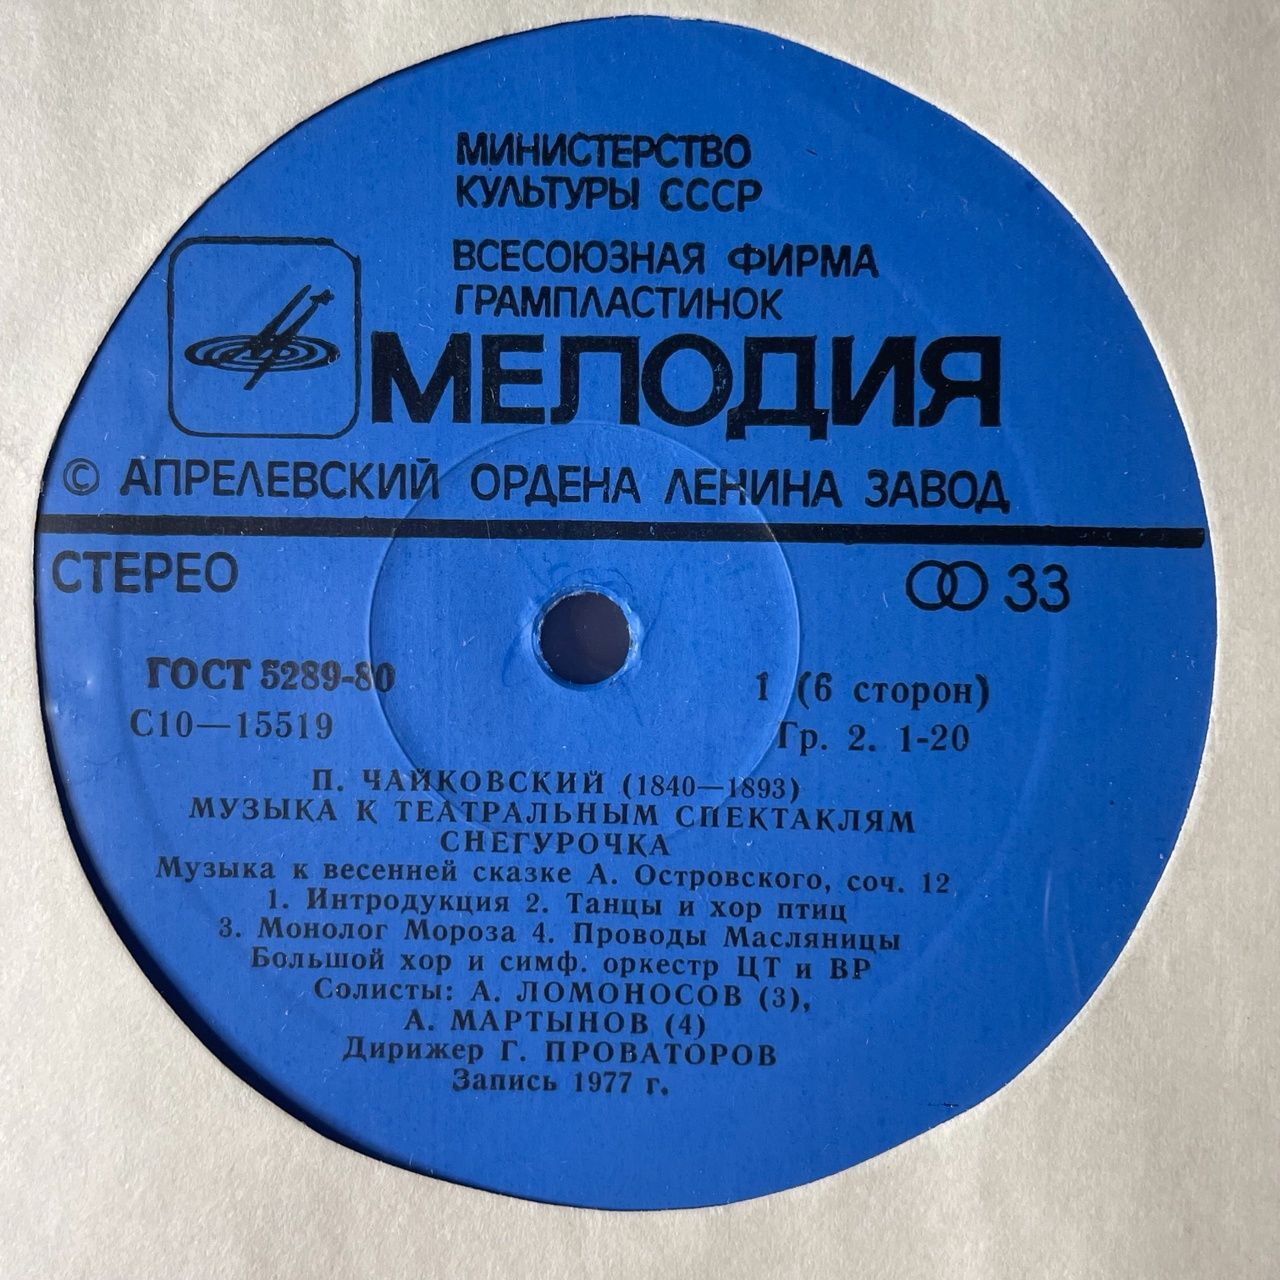 МИНИСТЕРСТВО
КУЛЬТУРЫ СССР
ВСЕСОЮЗНАЯ ФИРМА
ГРАМПЛАСТИНОК
МЕЛОДИЯ
© АПРЕЛЕВСКИЙ ОРДЕНА ЛЕНИНА ЗАВОД
СТЕРЕО
33
ГОСТ 5289-80
1 (6 сторон)
С10—15519
Гр. 2. 1-20
П. ЧАЙКОВСКИЙ (1840—1893)
МУЗЫКА К ТЕАТРАЛЬНЫМ СПЕКТАКЛЯМ
СНЕГУРОЧКА
Музыка к весенней сказке А. Островского, соч. 12
1. Интродукция 2. Танцы и хор птиц
3. Монолог Мороза 4. Проводы Масляницы
Большой хор и симф. оркестр ЦТ и ВР
Солисты: А. ЛОМОНОСОВ (3),
А. МАРТЫНОВ (4)
Дирижер Г. ПРОВАТОРОВ
Запись 1977 г.